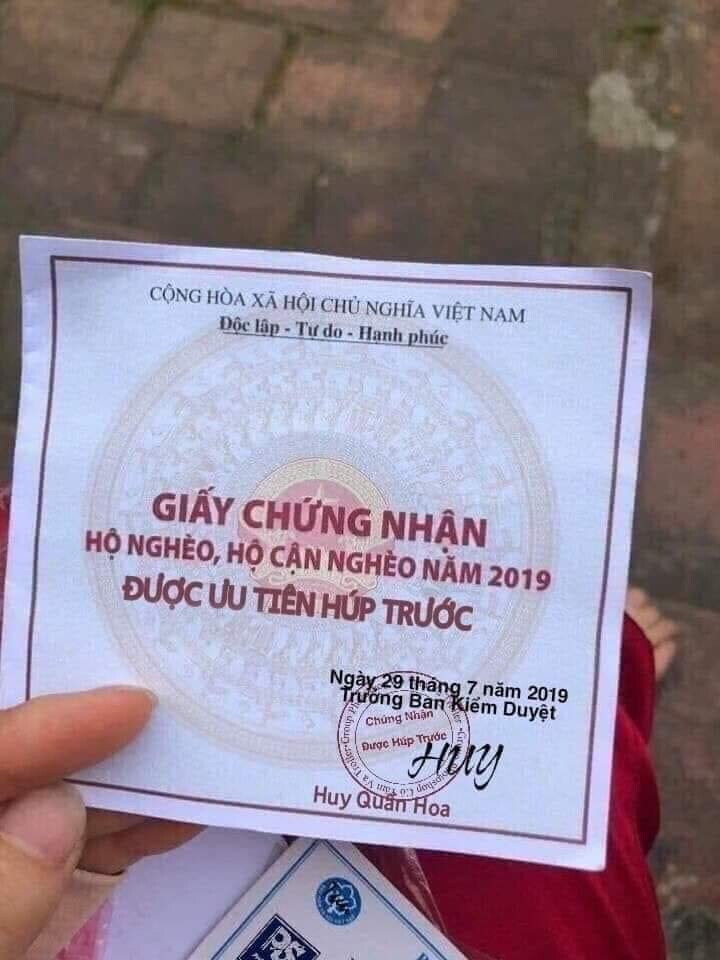 CỘNG HÒA XÃ HỘI CHỦ NGHĨA VIỆT NAM
Độc lập - Tự do - Hạnh phúc
GIẤY CHỨNG NHẬN
HỘ NGHÈO, HỘ CẬN NGHÈO NĂM 2019
ĐƯỢC ƯU TIÊN HÚP TRƯỚC
Ngày 29 tháng 7 năm 2019
Trưởng Ban Kiểm Duyệt
Chứng Nhận
Được Húp Trước
Huy
Huy Quần Hoa